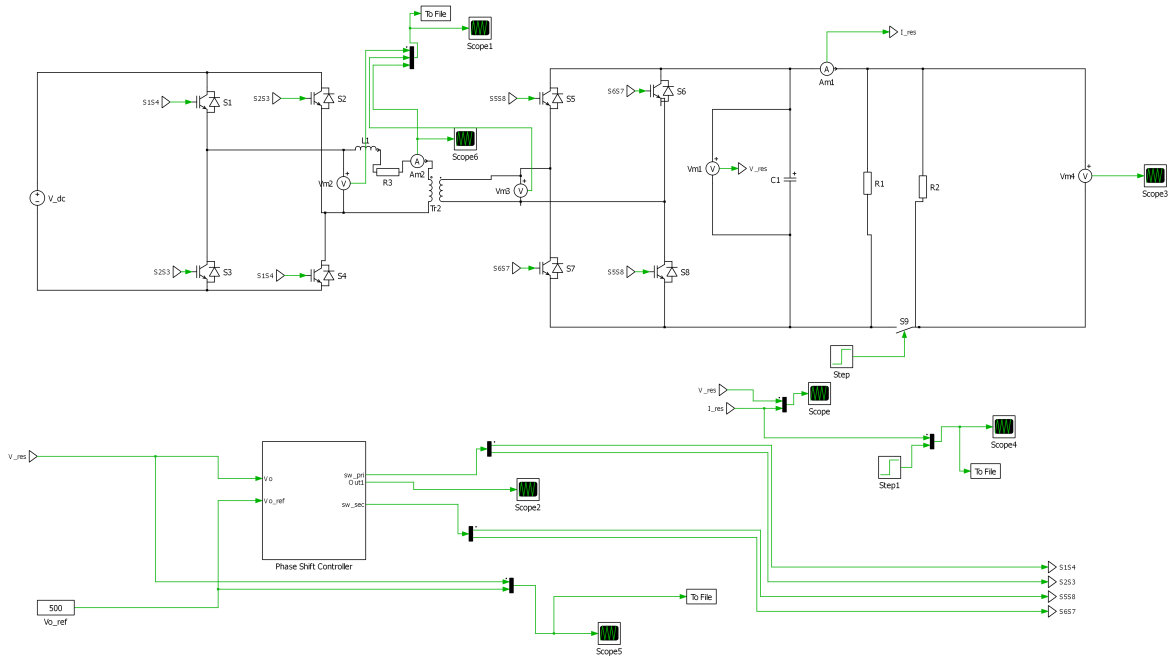 To File
Scope1
I_res
Am1
S1S4
S1
S2S3
S2
S5S8
S5
S6S7
S6
L1
Scope6
R3
Am2
Vm2
V
A
Tr2
Vm3
V
Vm1
V
V_res
C1
A
R1
R2
Vm4
V
Scope3
V_dc
S2S3
S3
S1S4
S4
S6S7
S7
S5S8
S8
S9
Step
V_res
I_res
Scope
Scope4
Step1
To File
V_res
Vo
Vo_ref
sw_pri
Out1
sw_sec
Scope2
Phase Shift Controller
S1S4
S2S3
S5S8
S6S7
500
Vo_ref
To File
Scope5